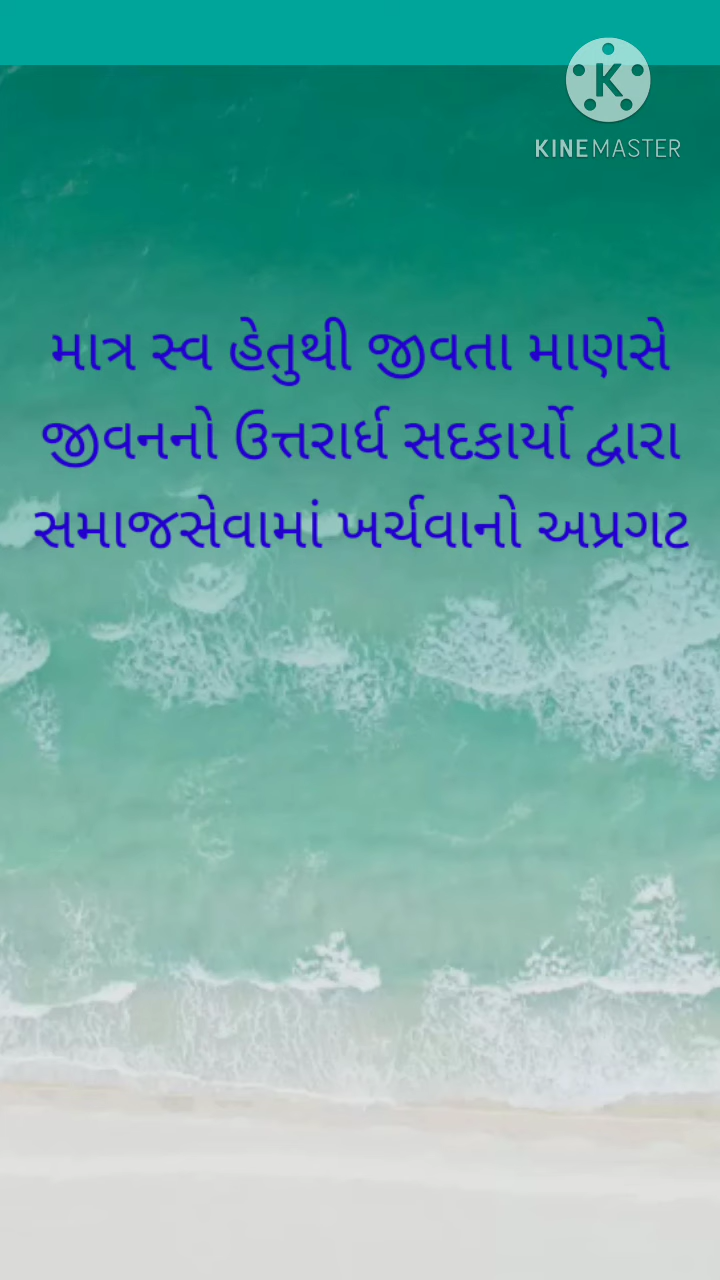 KINEMASTER
માત્ર સ્વ હેતુથી જીવતા માણસે
જીવનનો ઉત્તરાર્ધ સદકાર્યો દ્વારા
સમાજસેવામાં ખર્ચવાનો અપ્રગટ